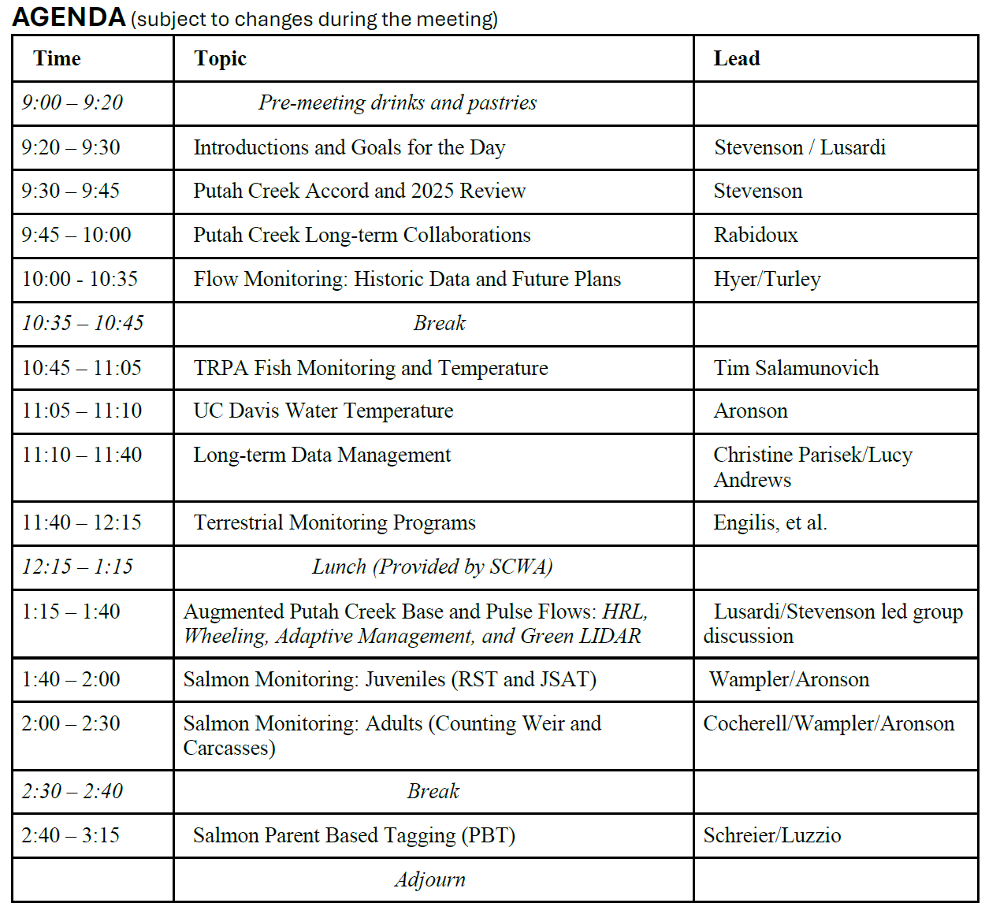 AGENDA (subject to changes during the meeting)
Time Topic Lead
9:00 – 9:20 Pre-meeting drinks and pastries
9:20 – 9:30 Introductions and Goals for the Day Stevenson / Lusardi
9:30 – 9:45 Putah Creek Accord and 2025 Review Stevenson
9:45 – 10:00 Putah Creek Long-term Collaborations Rabidoux
10:00 - 10:35 Flow Monitoring: Historic Data and Future Plans Hyer/Turley
10:35 – 10:45 Break
10:45 – 11:05 TRPA Fish Monitoring and Temperature Tim Salamunovich
11:05 – 11:10 UC Davis Water Temperature Aronson
11:10 – 11:40 Long-term Data Management Christine Parisek/Lucy
Andrews
11:40 – 12:15 Terrestrial Monitoring Programs Engilis, et al.
12:15 – 1:15 Lunch (Provided by SCWA)
1:15 – 1:40 Augmented Putah Creek Base and Pulse Flows: HRL, Lusardi/Stevenson led group
Wheeling, Adaptive Management, and Green LIDAR discussion
1:40 – 2:00 Salmon Monitoring: Juveniles (RST and JSAT) Wampler/Aronson
2:00 – 2:30 Salmon Monitoring: Adults (Counting Weir and Cocherell/Wampler/Aronson
Carcasses)
2:30 – 2:40 Break
2:40 – 3:15 Salmon Parent Based Tagging (PBT) Schreier/Luzzio
Adjourn